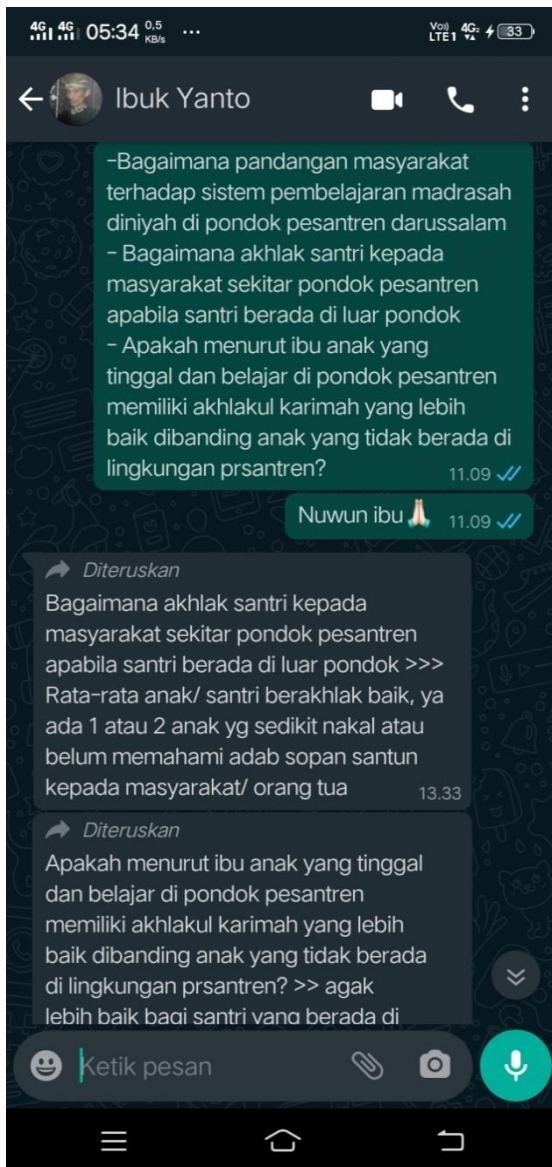 4G 4G 05:34 0,5 KB/s ...
Vo) LTE1 4G 33
Ibuk Yanto
-Bagaimana pandangan masyarakat
terhadap sistem pembelajaran madrasah
diniyah di pondok pesantren darussalam
- Bagaimana akhlak santri kepada
masyarakat sekitar pondok pesantren
apabila santri berada di luar pondok
- Apakah menurut ibu anak yang
tinggal dan belajar di pondok pesantren
memiliki akhlakul karimah yang lebih
baik dibanding anak yang tidak berada di
lingkungan prsantren?
11.09
Nuwun ibu🙏🏻 11.09
Diteruskan
Bagaimana akhlak santri kepada
masyarakat sekitar pondok pesantren
apabila santri berada di luar pondok >>>
Rata-rata anak/ santri berakhlak baik, ya
ada 1 atau 2 anak yg sedikit nakal atau
belum memahami adab sopan santun
kepada masyarakat/ orang tua
13.33
Diteruskan
Apakah menurut ibu anak yang tinggal
dan belajar di pondok pesantren
memiliki akhlakul karimah yang lebih
baik dibanding anak yang tidak berada
di lingkungan prsantren? >> agak
lebih baik bagi santri yang berada di
Ketik pesan